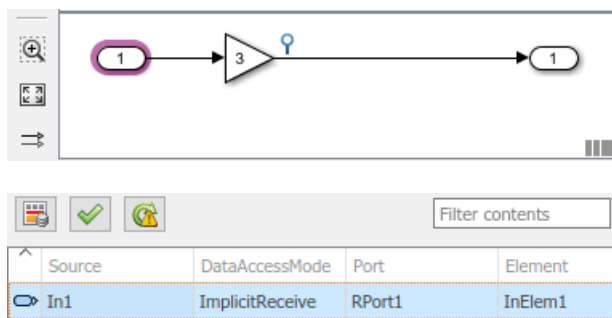 1
3
1
Filter contents
Source DataAccessMode Port Element
In1 ImplicitReceive RPort1 InElem1